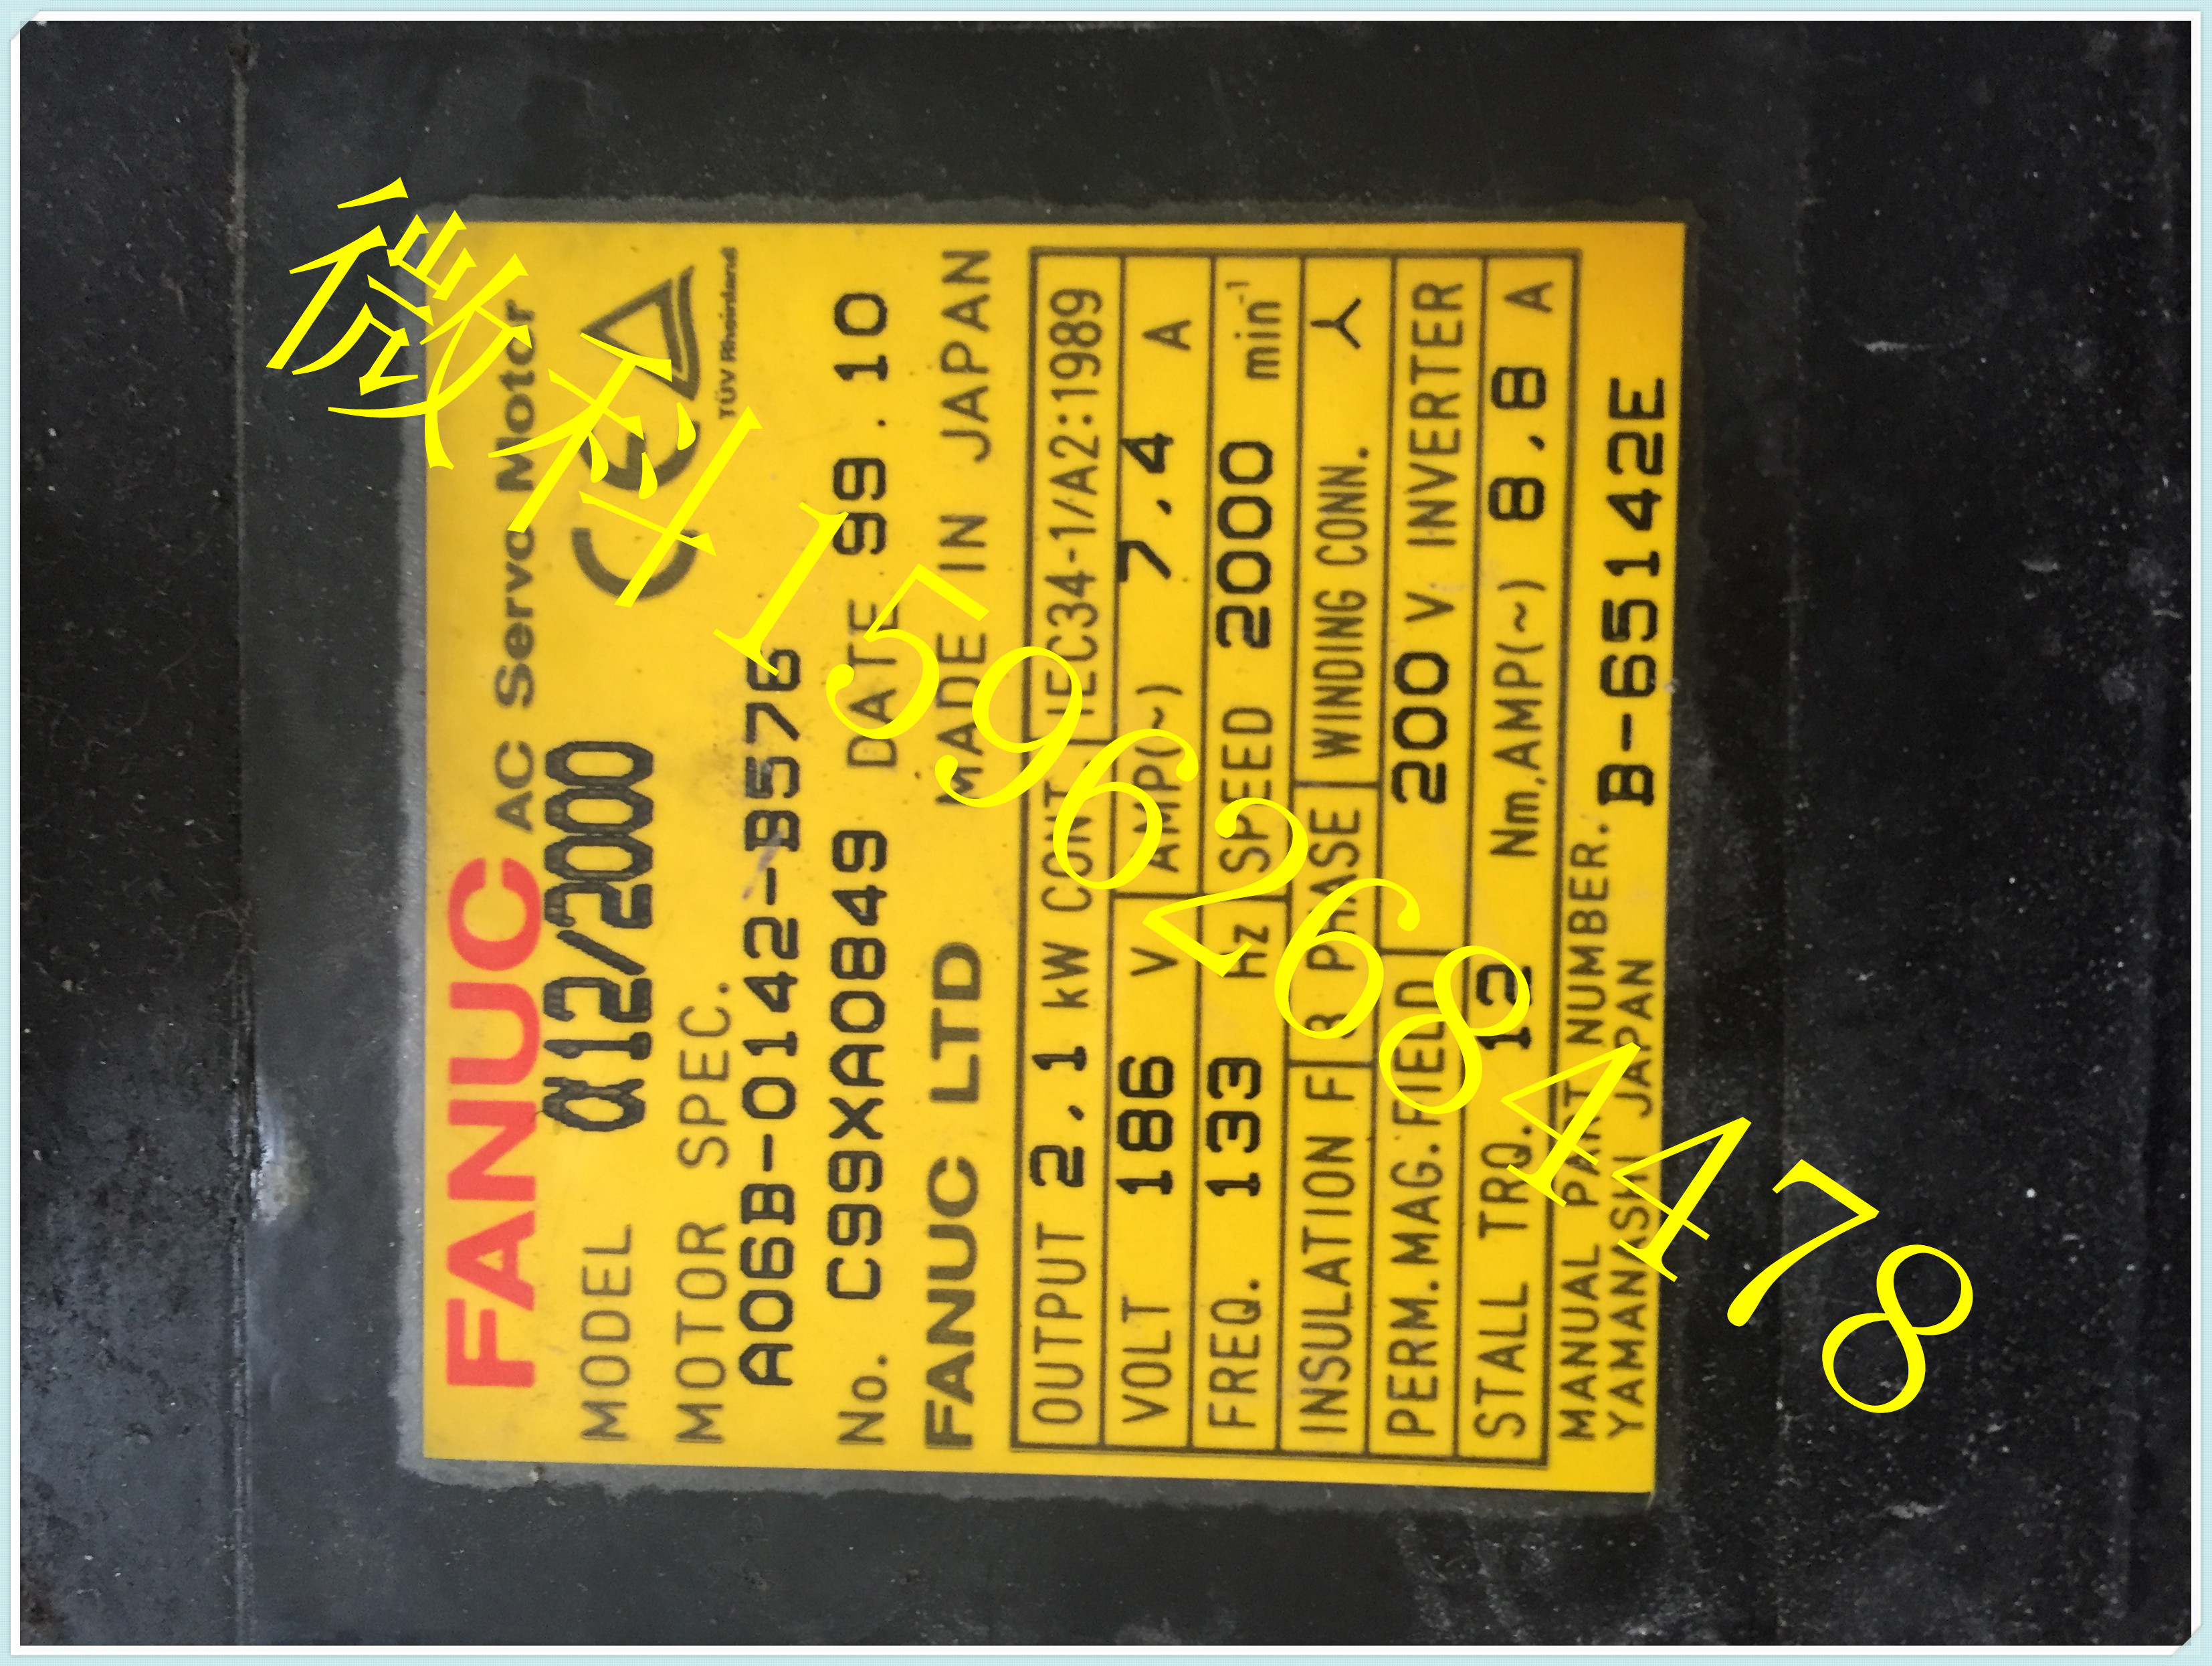 FANUC AC Servo Motor
MODEL α12/2000
CE
TÜV Rheinland
MOTOR SPEC.
A06B-0142-B576
No. C99XA0849 DATE 99.10
FANUC LTD MADE IN JAPAN
OUTPUT 2.1 kW CONT IEC34-1/A2:1989
VOLT 186 V AMP(~) 7.4 A
FREQ. 133 Hz SPEED 2000 min-1
INSULATION F 3 PHASE WINDING CONN. 人
PERM.MAG.FIELD 200 V INVERTER
STALL TRQ. 12 Nm,AMP(~) 8.8 A
MANUAL PART NUMBER.
YAMANASHI JAPAN B-65142E
微科15962684478